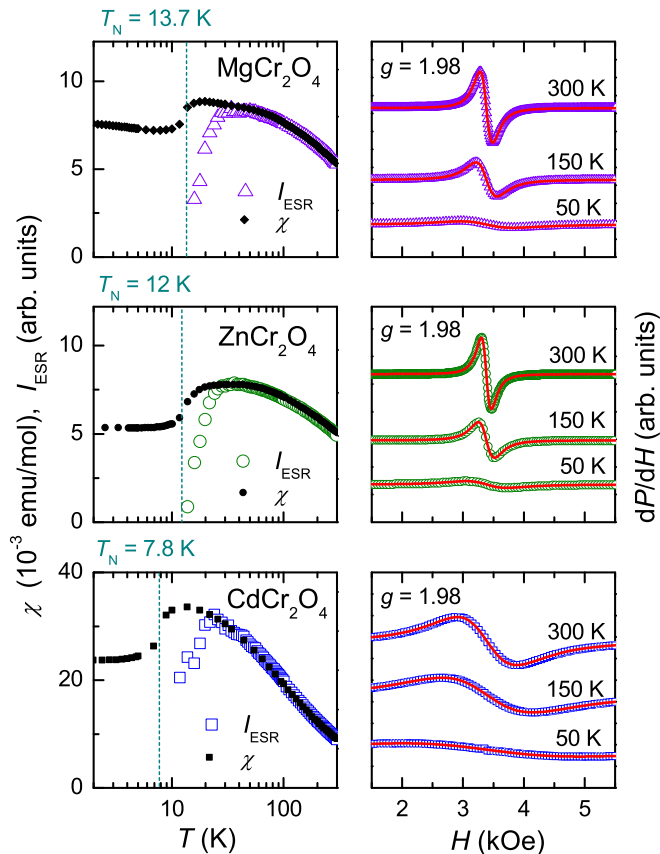 T_N = 13.7 K
MgCr₂O₄
10
5
0
I_ESR
χ
g = 1.98
300 K
150 K
50 K
T_N = 12 K
ZnCr₂O₄
10
5
0
I_ESR
χ
g = 1.98
300 K
150 K
50 K
T_N = 7.8 K
CdCr₂O₄
40
20
0
I_ESR
χ
g = 1.98
300 K
150 K
50 K
10 100
2 3 4 5
T (K)
H (kOe)
χ (10⁻³ emu/mol), I_ESR (arb. units)
dP/dH (arb. units)